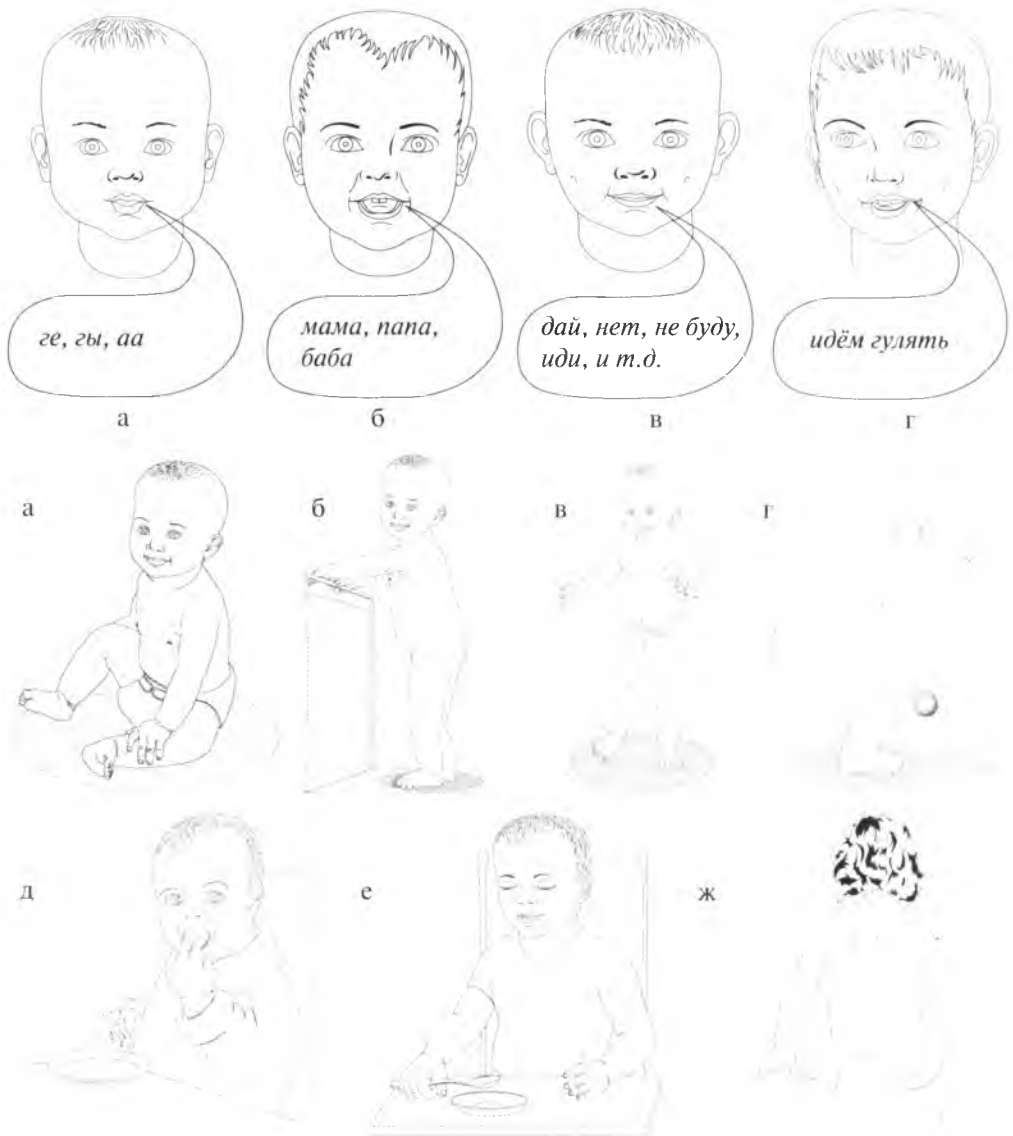 ге, гы, аа
мама, папа,
баба
дай, нет, не буду,
иди, и т.д.
идём гулять
а
б
в
г
а
б
в
г
д
е
ж